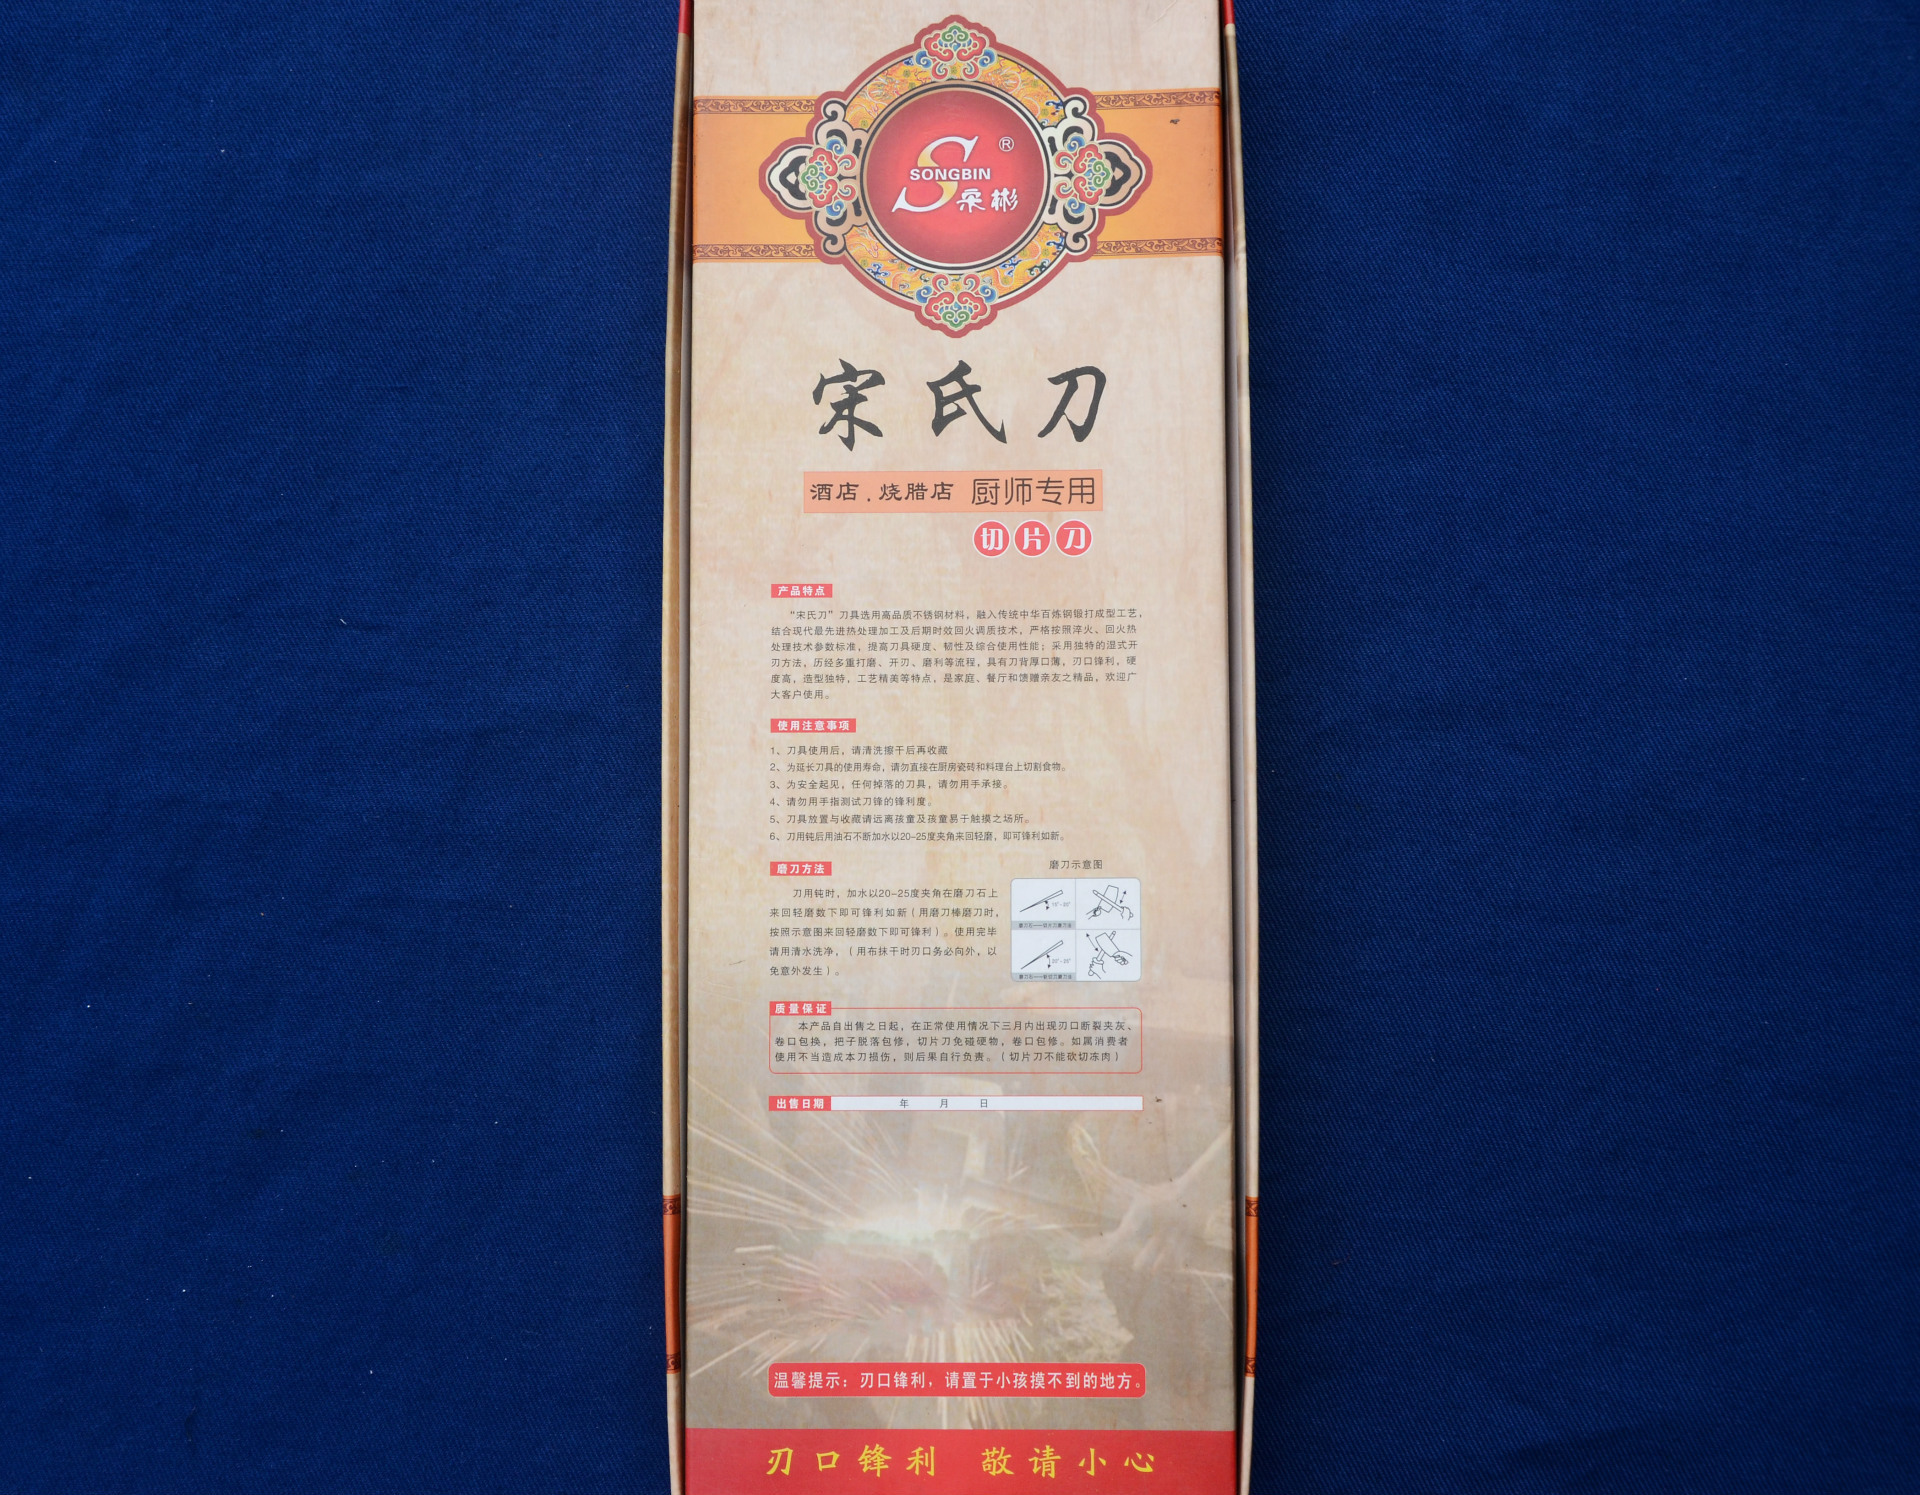 S
®
SONGBIN
宋彬
宋氏刀
酒店.烧腊店 厨师专用
切片刀
产品特点
“宋氏刀”刀具选用高品质不锈钢材料，融入传统中华百炼钢锻打成型工艺，
结合现代最先进热处理加工及后期时效回火调质技术，严格按照淬火、回火热
处理技术参数标准，提高刀具硬度、韧性及综合使用性能；采用独特的湿式开
刃方法，历经多重打磨、开刃、磨利等流程，具有刀背厚口薄，刃口锋利，硬
度高，造型独特，工艺精美等特点，是家庭、餐厅和馈赠亲友之精品，欢迎广
大客户使用。
使用注意事项
1、刀具使用后，请清洗擦干后再收藏
2、为延长刀具的使用寿命，请勿直接在厨房瓷砖和料理台上切割食物。
3、为安全起见，任何掉落的刀具，请勿用手承接。
4、请勿用手指测试刀锋的锋利度。
5、刀具放置与收藏请远离孩童及孩童易于触摸之场所。
6、刀用钝后用油石不断加水以20-25度夹角来回轻磨，即可锋利如新。
磨刀方法
刀用钝时，加水以20-25度夹角在磨刀石上
来回轻磨数下即可锋利如新（用磨刀棒磨刀时，
按照示意图来回轻磨数下即可锋利）。使用完毕
请用清水洗净，（用布抹干时刃口务必向外，以
免意外发生）。
磨刀示意图
15°-20°
20°-25°
质量保证
本产品自出售之日起，在正常使用情况下三月内出现刃口断裂夹灰、
卷口包换，把子脱落包修，切片刀免碰硬物，卷口包修。如属消费者
使用不当造成本刀损伤，则后果自行负责。（切片刀不能砍切冻肉）
出售日期 年 月 日
温馨提示：刃口锋利，请置于小孩摸不到的地方。
刃口锋利 敬请小心